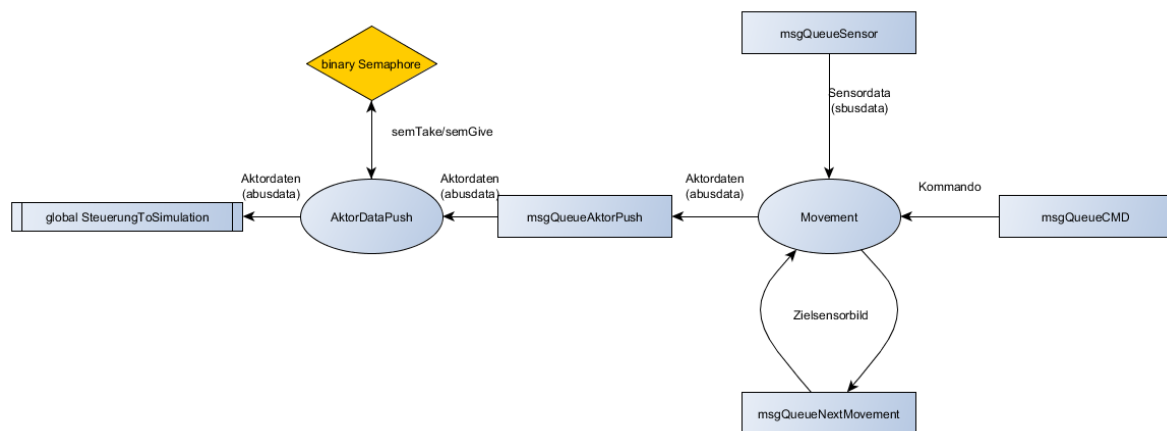 msgQueueSensor
binary Semaphore
Sensordata
(sbusdata)
semTake/semGive
Aktordaten
(abusdata)
Aktordaten
(abusdata)
Aktordaten
(abusdata)
Kommando
global SteuerungToSimulation
AktorDataPush
msgQueueAktorPush
Movement
msgQueueCMD
Zielsensorbild
msgQueueNextMovement